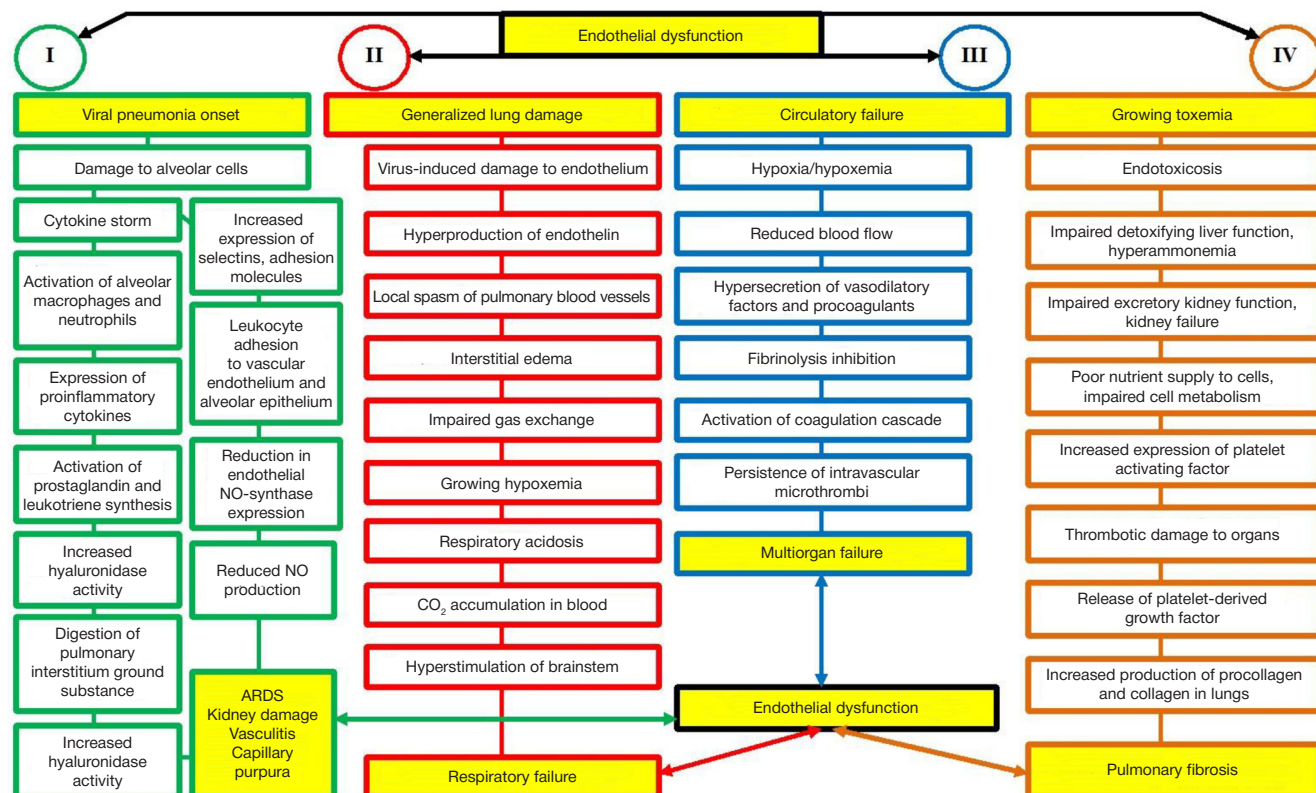 Endothelial dysfunction
I
II
III
IV
Viral pneumonia onset
Damage to alveolar cells
Cytokine storm
Activation of alveolar
macrophages and
neutrophils
Expression of
proinflammatory
cytokines
Activation of
prostaglandin and
leukotriene synthesis
Increased
hyaluronidase
activity
Digestion of
pulmonary
interstitium ground
substance
Increased
hyaluronidase
activity
Increased
expression of
selectins, adhesion
molecules
Leukocyte
adhesion
to vascular
endothelium and
alveolar epithelium
Reduction in
endothelial
NO-synthase
expression
Reduced NO
production
ARDS
Kidney damage
Vasculitis
Capillary
purpura
Generalized lung damage
Virus-induced damage to endothelium
Hyperproduction of endothelin
Local spasm of pulmonary blood vessels
Interstitial edema
Impaired gas exchange
Growing hypoxemia
Respiratory acidosis
CO₂ accumulation in blood
Hyperstimulation of brainstem
Respiratory failure
Circulatory failure
Hypoxia/hypoxemia
Reduced blood flow
Hypersecretion of vasodilatory
factors and procoagulants
Fibrinolysis inhibition
Activation of coagulation cascade
Persistence of intravascular
microthrombi
Multiorgan failure
Endothelial dysfunction
Growing toxemia
Endotoxicosis
Impaired detoxifying liver function,
hyperammonemia
Impaired excretory kidney function,
kidney failure
Poor nutrient supply to cells,
impaired cell metabolism
Increased expression of platelet
activating factor
Thrombotic damage to organs
Release of platelet-derived
growth factor
Increased production of procollagen
and collagen in lungs
Pulmonary fibrosis